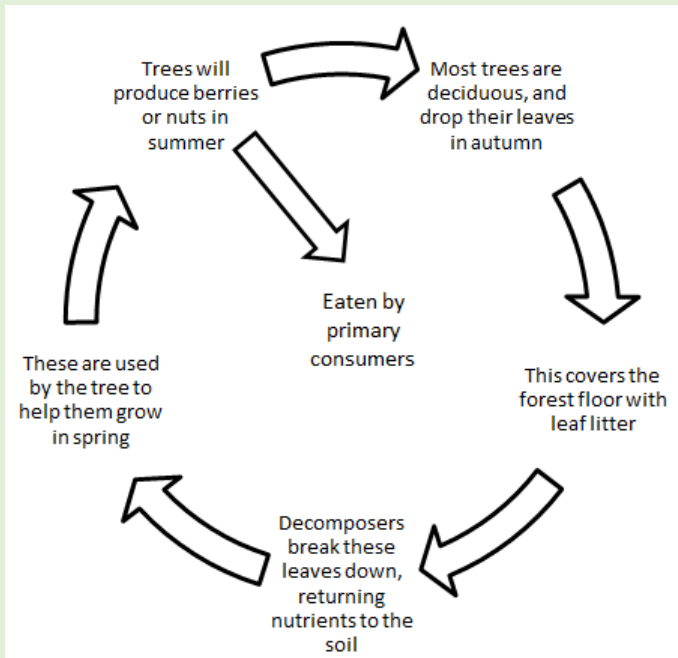 Trees will
produce berries
or nuts in
summer
Most trees are
deciduous, and
drop their leaves
in autumn
This covers the
forest floor with
leaf litter
Decomposers
break these
leaves down,
returning
nutrients to the
soil
These are used
by the tree to
help them grow
in spring
Eaten by
primary
consumers